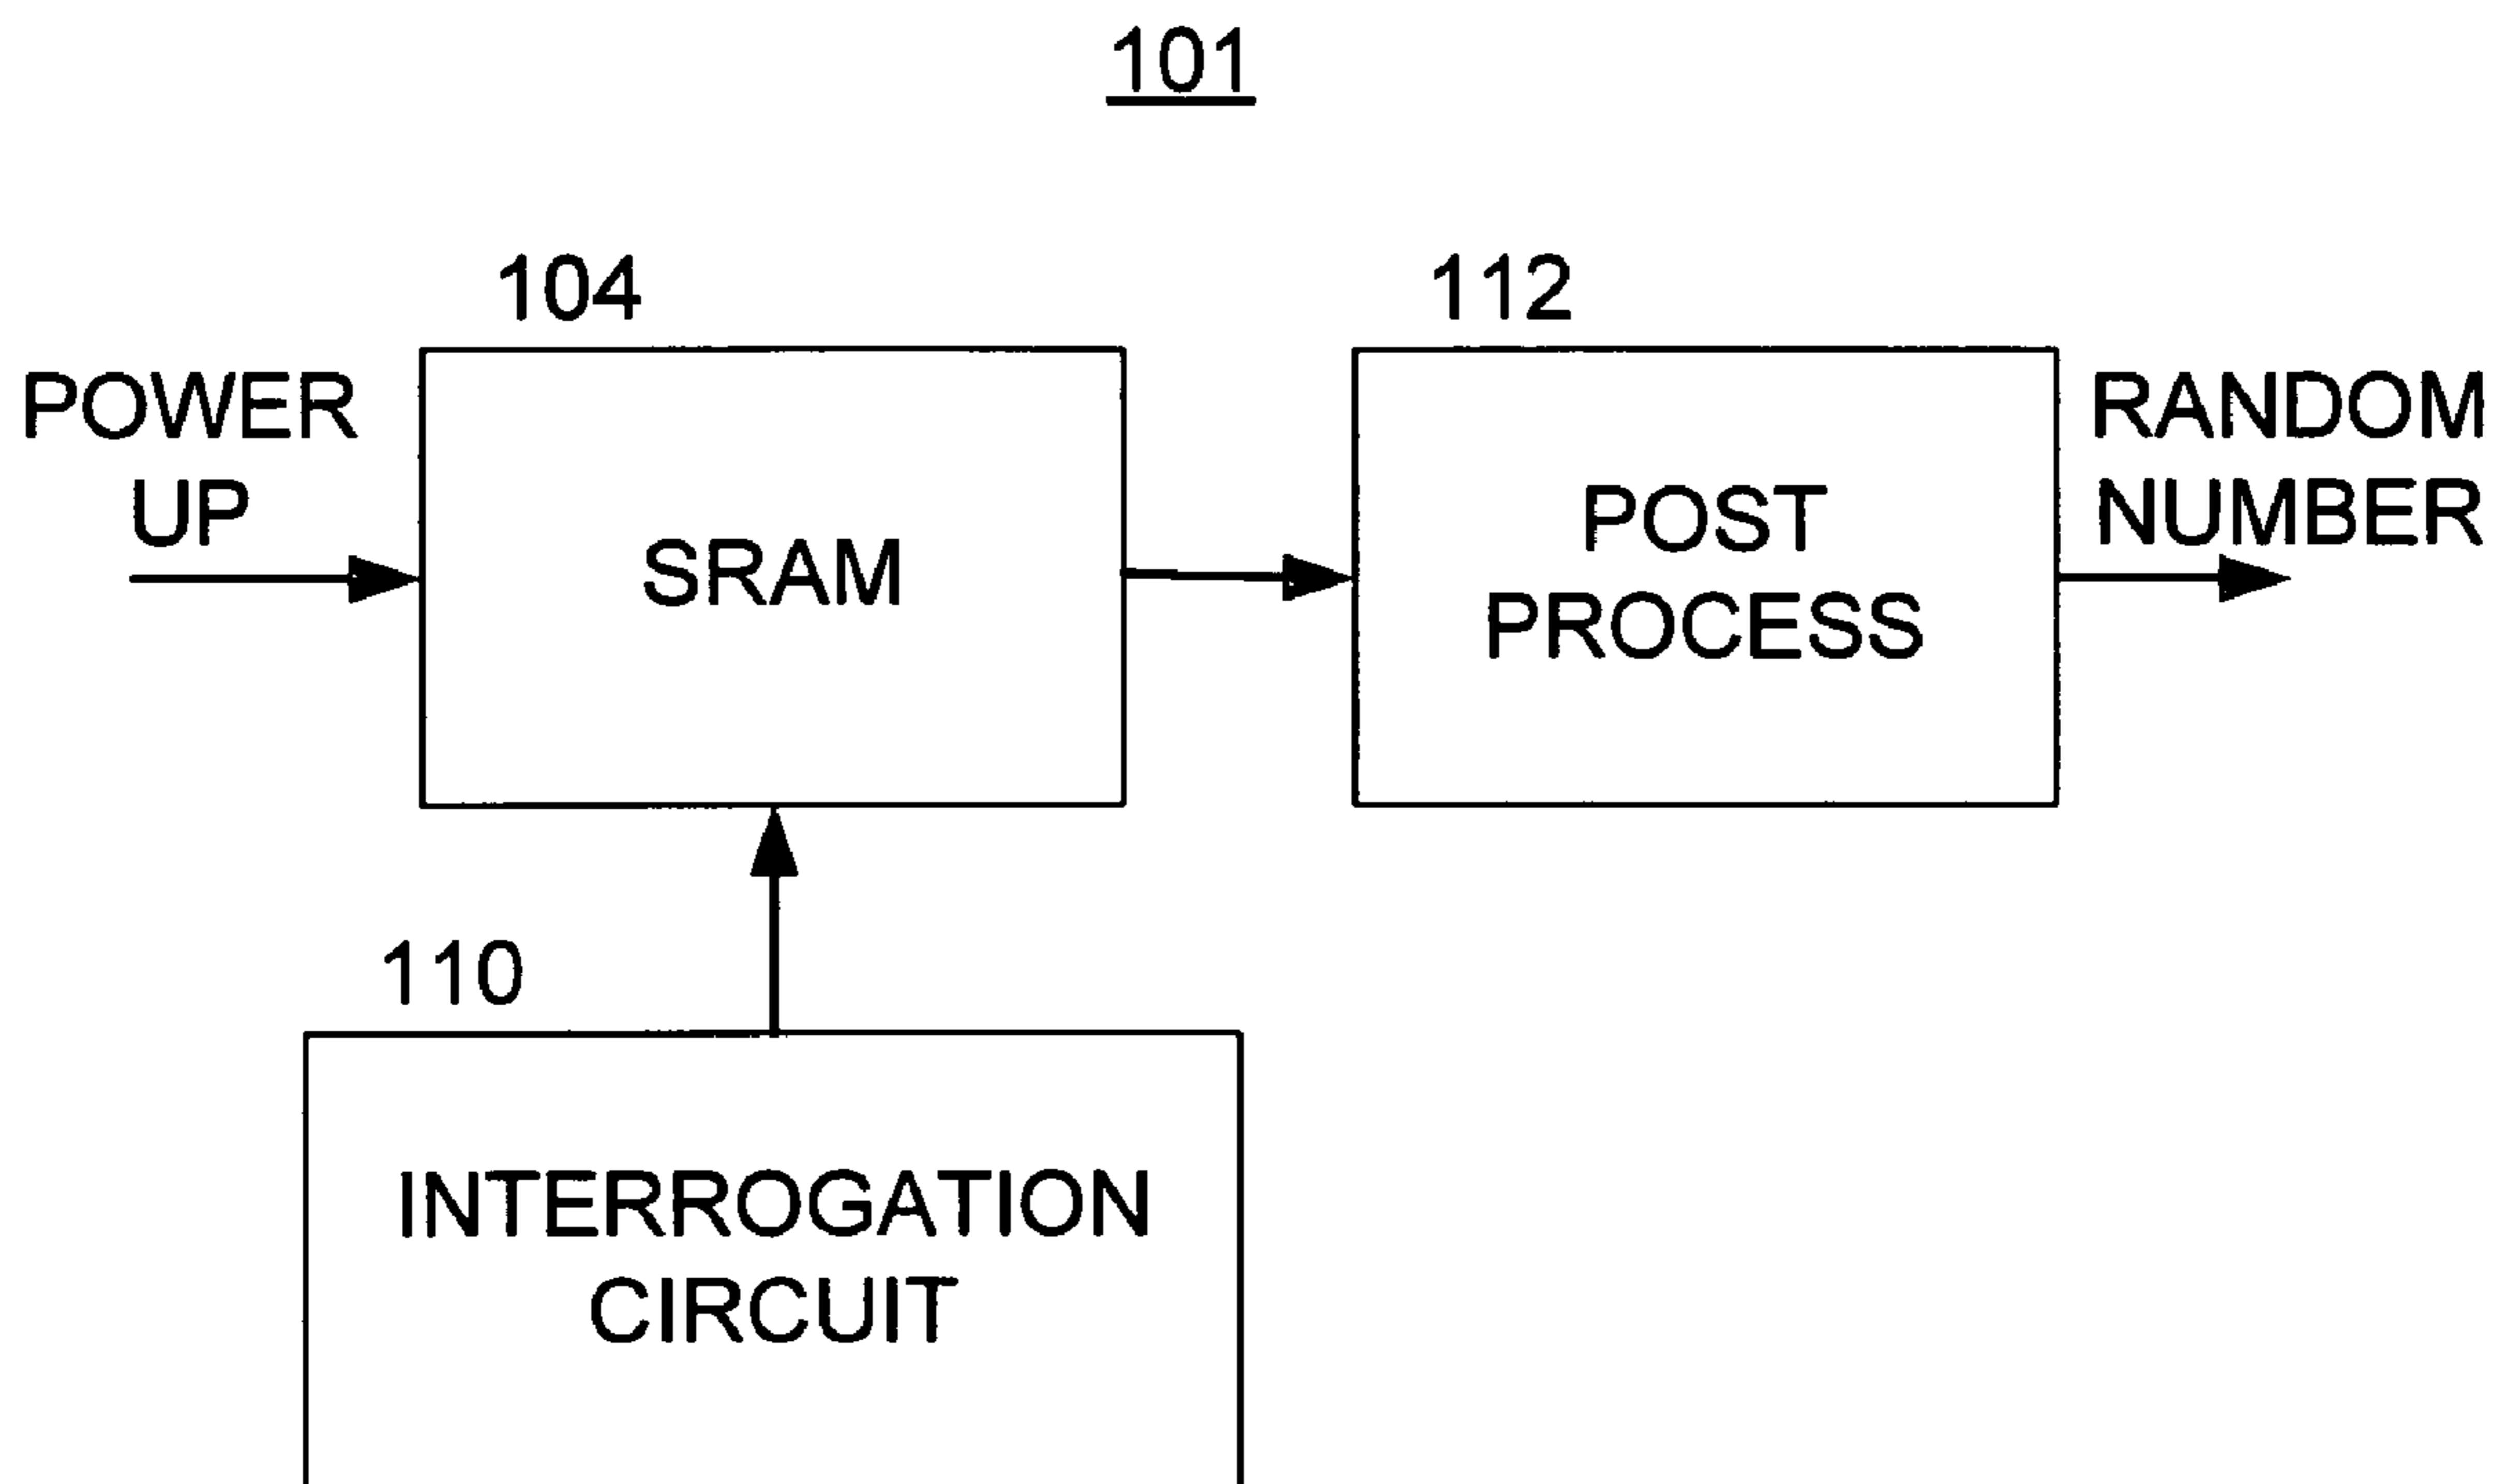 101
104
112
POWER
UP
SRAM
POST
PROCESS
RANDOM
NUMBER
110
INTERROGATION
CIRCUIT